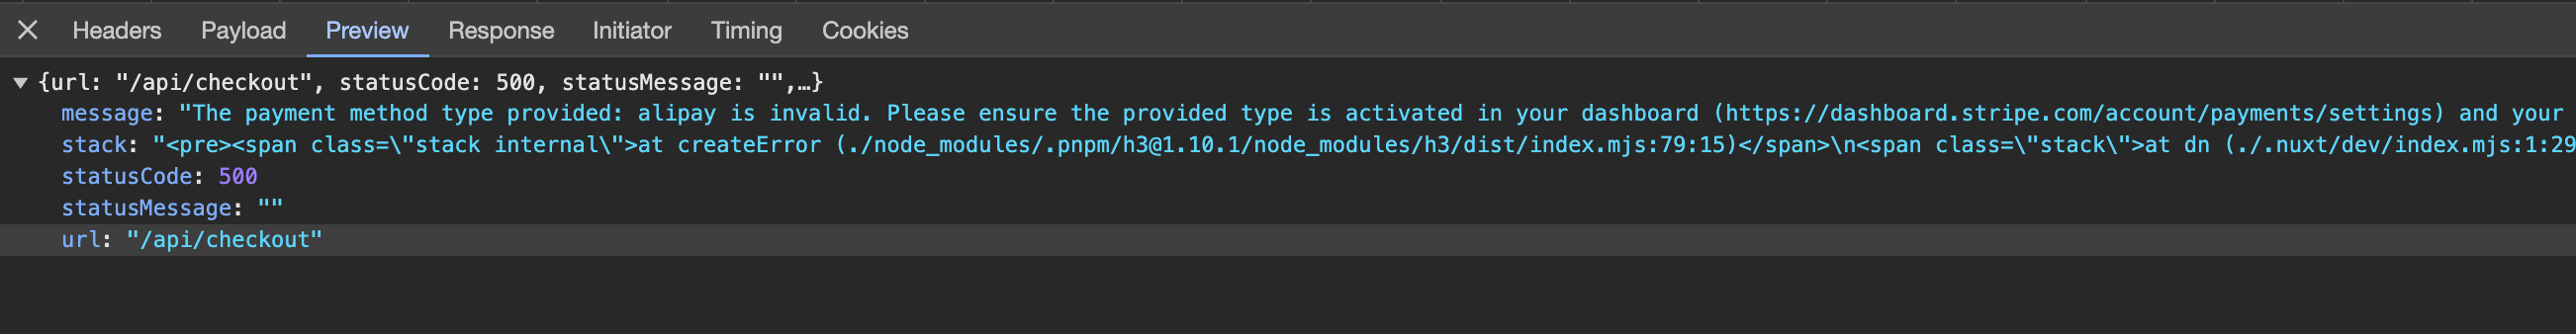 Headers Payload Preview Response Initiator Timing Cookies
{url: "/api/checkout", statusCode: 500, statusMessage: "",…}
message: "The payment method type provided: alipay is invalid. Please ensure the provided type is activated in your dashboard (https://dashboard.stripe.com/account/payments/settings) and your
stack: "<pre><span class=\"stack internal\">at createError (./node_modules/.pnpm/h3@1.10.1/node_modules/h3/dist/index.mjs:79:15)</span>\n<span class=\"stack\">at dn (./.nuxt/dev/index.mjs:1:29
statusCode: 500
statusMessage: ""
url: "/api/checkout"